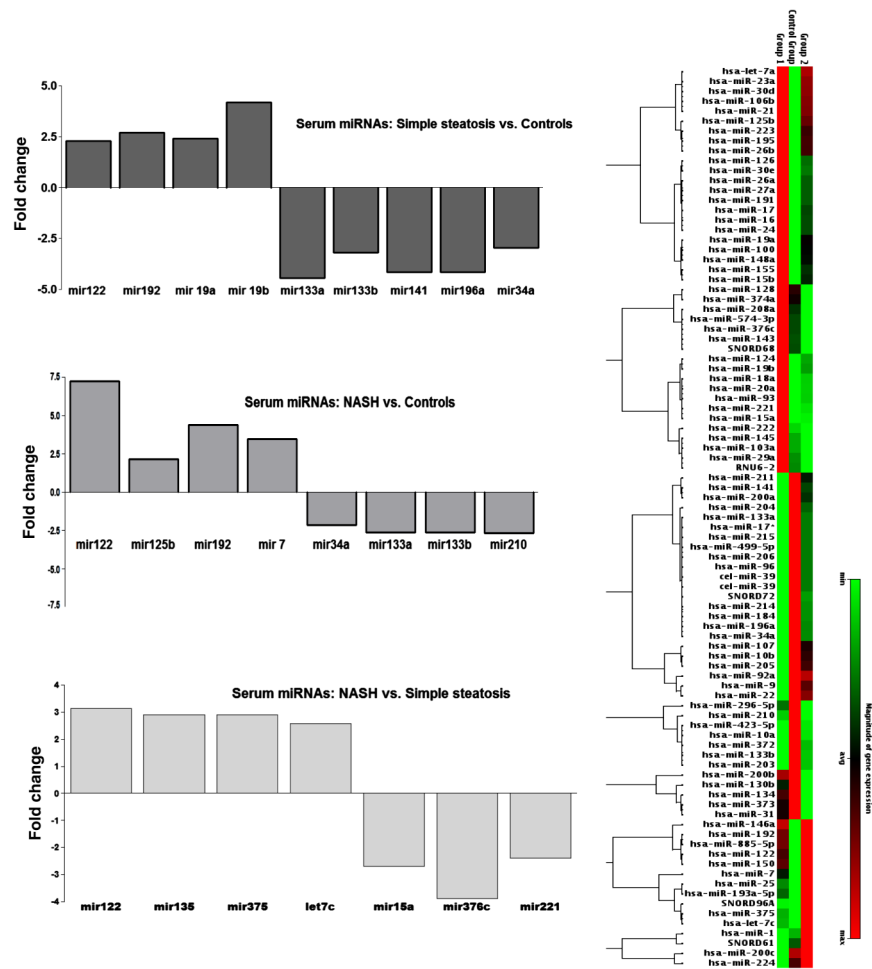 5.0
2.5
0.0
-2.5
-5.0
Fold change
Serum miRNAs: Simple steatosis vs. Controls
mir122 mir192 mir 19a mir 19b mir133a mir133b mir141 mir196a mir34a
7.5
5.0
2.5
0.0
-2.5
-5.0
-7.5
Fold change
Serum miRNAs: NASH vs. Controls
mir122 mir125b mir192 mir 7 mir34a mir133a mir133b mir210
4
3
2
1
0
-1
-2
-3
-4
Fold change
Serum miRNAs: NASH vs. Simple steatosis
mir122 mir135 mir375 let7c mir15a mir376c mir221
Group 1
Control Group
Group 2
hsa-let-7a
hsa-miR-23a
hsa-miR-30d
hsa-miR-106b
hsa-miR-21
hsa-miR-125b
hsa-miR-223
hsa-miR-195
hsa-miR-26b
hsa-miR-126
hsa-miR-30e
hsa-miR-26a
hsa-miR-27a
hsa-miR-191
hsa-miR-17
hsa-miR-16
hsa-miR-24
hsa-miR-19a
hsa-miR-100
hsa-miR-148a
hsa-miR-155
hsa-miR-15b
hsa-miR-128
hsa-miR-374a
hsa-miR-208a
hsa-miR-574-3p
hsa-miR-376c
hsa-miR-143
SNORD68
hsa-miR-124
hsa-miR-19b
hsa-miR-18a
hsa-miR-20a
hsa-miR-93
hsa-miR-221
hsa-miR-15a
hsa-miR-222
hsa-miR-145
hsa-miR-103a
hsa-miR-29a
RNU6-2
hsa-miR-211
hsa-miR-141
hsa-miR-200a
hsa-miR-204
hsa-miR-133a
hsa-miR-17*
hsa-miR-215
hsa-miR-499-5p
hsa-miR-206
hsa-miR-96
cel-miR-39
cel-miR-39
SNORD72
hsa-miR-214
hsa-miR-184
hsa-miR-196a
hsa-miR-34a
hsa-miR-107
hsa-miR-10b
hsa-miR-205
hsa-miR-92a
hsa-miR-9
hsa-miR-22
hsa-miR-296-5p
hsa-miR-210
hsa-miR-423-5p
hsa-miR-10a
hsa-miR-372
hsa-miR-133b
hsa-miR-203
hsa-miR-200b
hsa-miR-130b
hsa-miR-134
hsa-miR-373
hsa-miR-31
hsa-miR-146a
hsa-miR-192
hsa-miR-885-5p
hsa-miR-122
hsa-miR-150
hsa-miR-7
hsa-miR-25
hsa-miR-193a-5p
SNORD96A
hsa-miR-375
hsa-let-7c
hsa-miR-1
SNORD61
hsa-miR-200c
hsa-miR-224
min
avg
max
Magnitude of gene expression